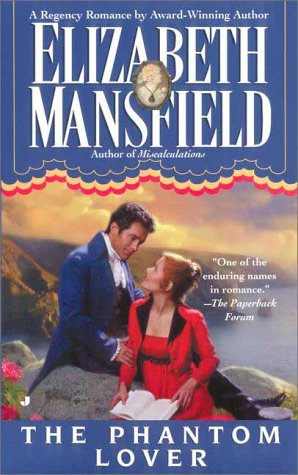 A Regency Romance by Award-Winning Author
ELIZABETH
MANSFIELD
Author of Miscalculations
"One of the
enduring names
in romance."
—The Paperback
Forum
J
THE PHANTOM
LOVER